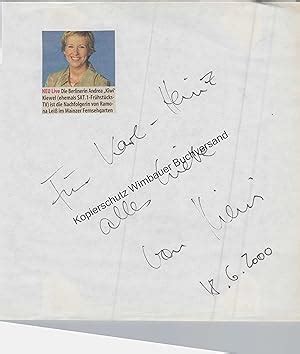 NEU Live Die Berlinerin Andrea „Kiwi"
Kiewel (ehemals SAT.1-Frühstücks-
TV) ist die Nachfolgerin von Ramo-
na Leiß im Mainzer Fernsehgarten
Für Karl-Heinz
Kopierschutz Wimbauer Buchversand
alles Liebe
von Kiwi
18.6.2000